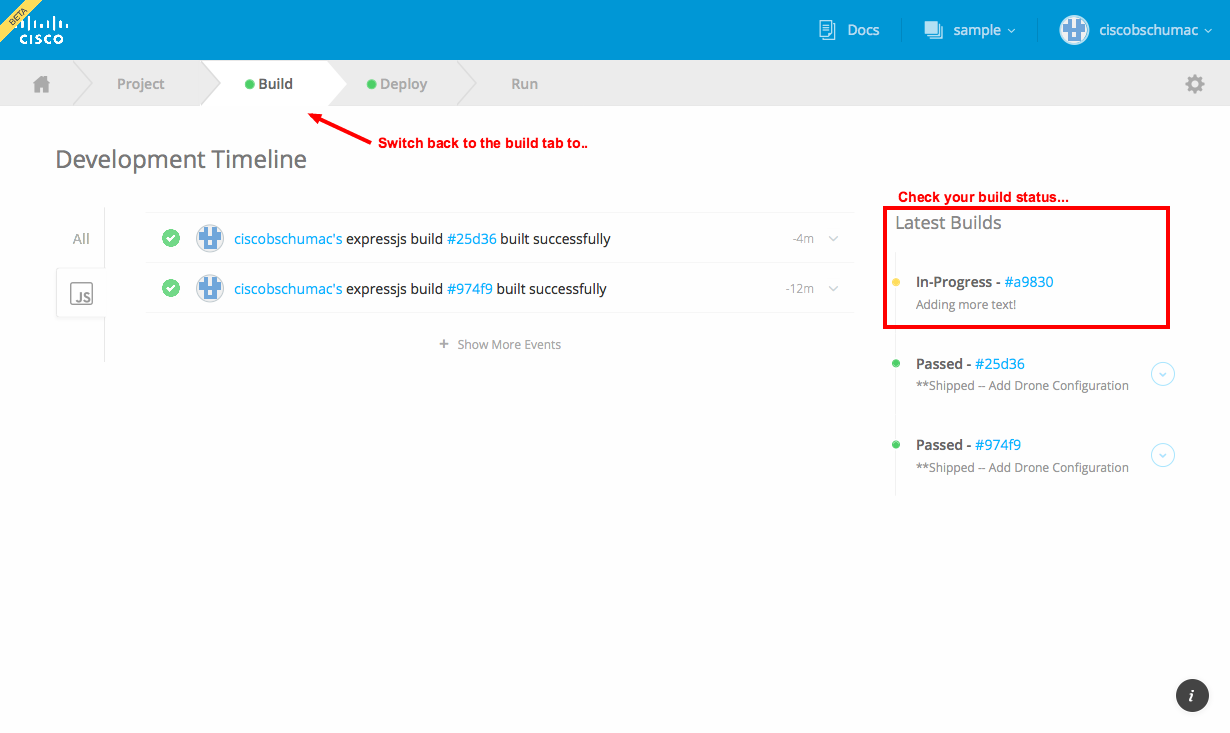 BETA
CISCO
Docs
sample
ciscobschumac
Project
Build
Deploy
Run
Switch back to the build tab to..
Development Timeline
Check your build status...
Latest Builds
All
JS
ciscobschumac's expressjs build #25d36 built successfully
-4m
ciscobschumac's expressjs build #974f9 built successfully
-12m
+ Show More Events
In-Progress - #a9830
Adding more text!
Passed - #25d36
**Shipped -- Add Drone Configuration
Passed - #974f9
**Shipped -- Add Drone Configuration
i